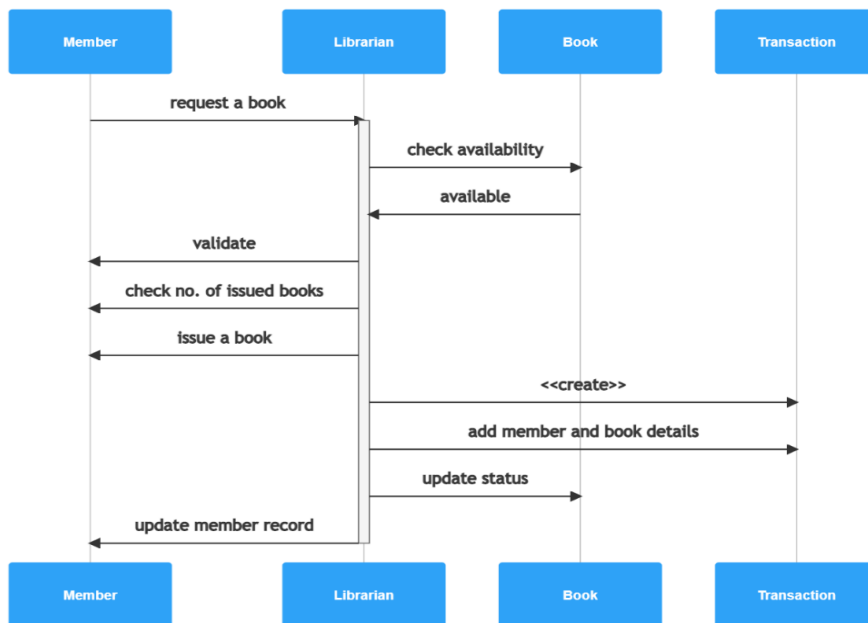 Member
Librarian
Book
Transaction
request a book
check availability
available
validate
check no. of issued books
issue a book
<<create>>
add member and book details
update status
update member record
Member
Librarian
Book
Transaction